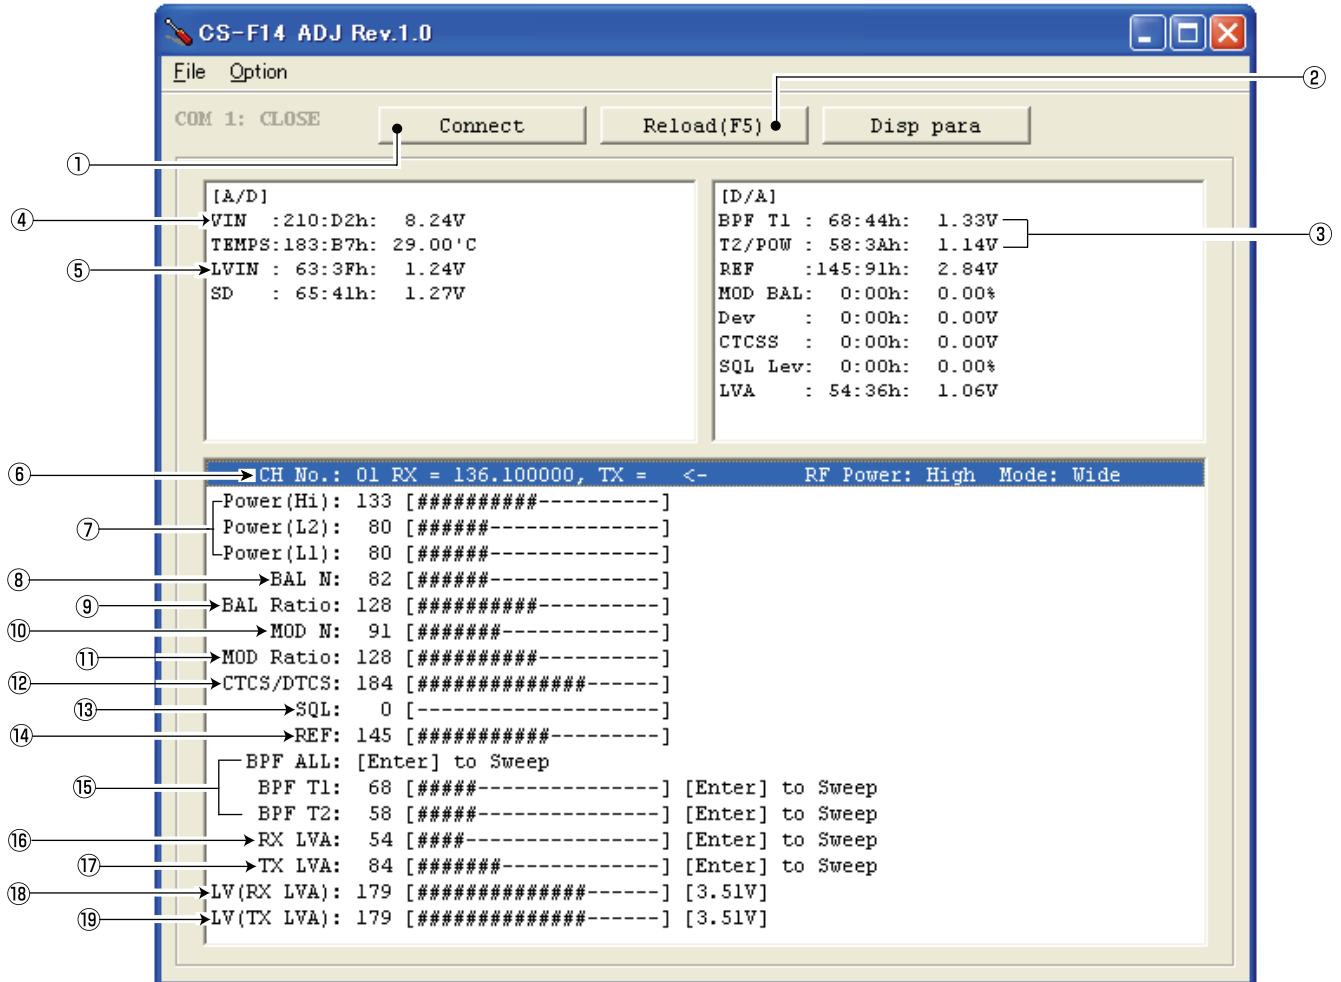 CS-F14 ADJ Rev.1.0
File Option
②
COM 1: CLOSE Connect Reload(F5) Disp para
①
[A/D]
④ VIN :210:D2h: 8.24V
TEMPS:183:B7h: 29.00'C
⑤ LVIN : 63:3Fh: 1.24V
SD : 65:41h: 1.27V
[D/A]
BPF T1 : 68:44h: 1.33V
③
T2/POW : 58:3Ah: 1.14V
REF :145:91h: 2.84V
MOD BAL: 0:00h: 0.00%
Dev : 0:00h: 0.00V
CTCSS : 0:00h: 0.00V
SQL Lev: 0:00h: 0.00%
LVA : 54:36h: 1.06V
⑥ CH No.: 01 RX = 136.100000, TX = <- RF Power: High Mode: Wide
Power(Hi): 133 [##########----------]
⑦ Power(L2): 80 [######--------------]
Power(L1): 80 [######--------------]
⑧ BAL N: 82 [######--------------]
⑨ BAL Ratio: 128 [##########----------]
⑩ MOD N: 91 [#######-------------]
⑪ MOD Ratio: 128 [##########----------]
⑫ CTCS/DTCS: 184 [##############------]
⑬ SQL: 0 [--------------------]
⑭ REF: 145 [###########---------]
BPF ALL: [Enter] to Sweep
⑮ BPF T1: 68 [#####---------------] [Enter] to Sweep
BPF T2: 58 [#####---------------] [Enter] to Sweep
⑯ RX LVA: 54 [####----------------] [Enter] to Sweep
⑰ TX LVA: 84 [#######-------------] [Enter] to Sweep
⑱ LV(RX LVA): 179 [##############------] [3.51V]
⑲ LV(TX LVA): 179 [##############------] [3.51V]